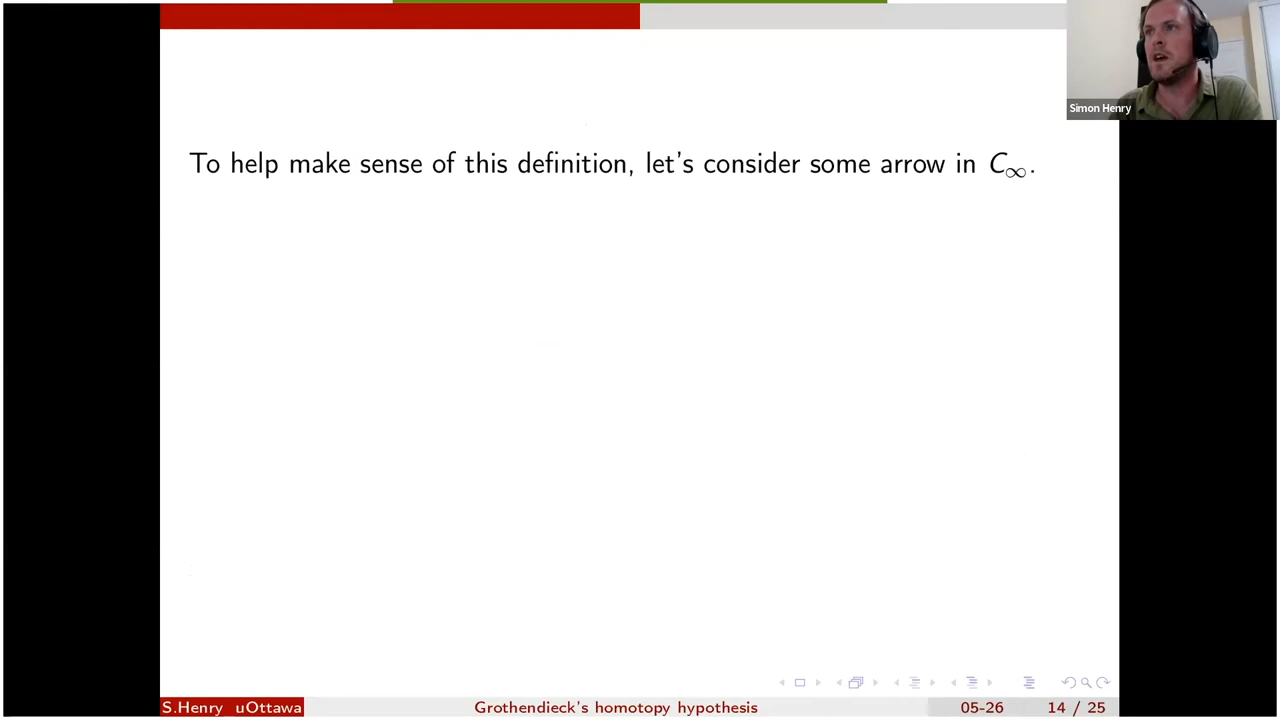 Simon Henry
To help make sense of this definition, let's consider some arrow in C∞.
S.Henry uOttawa Grothendieck's homotopy hypothesis 05-26 14 / 25